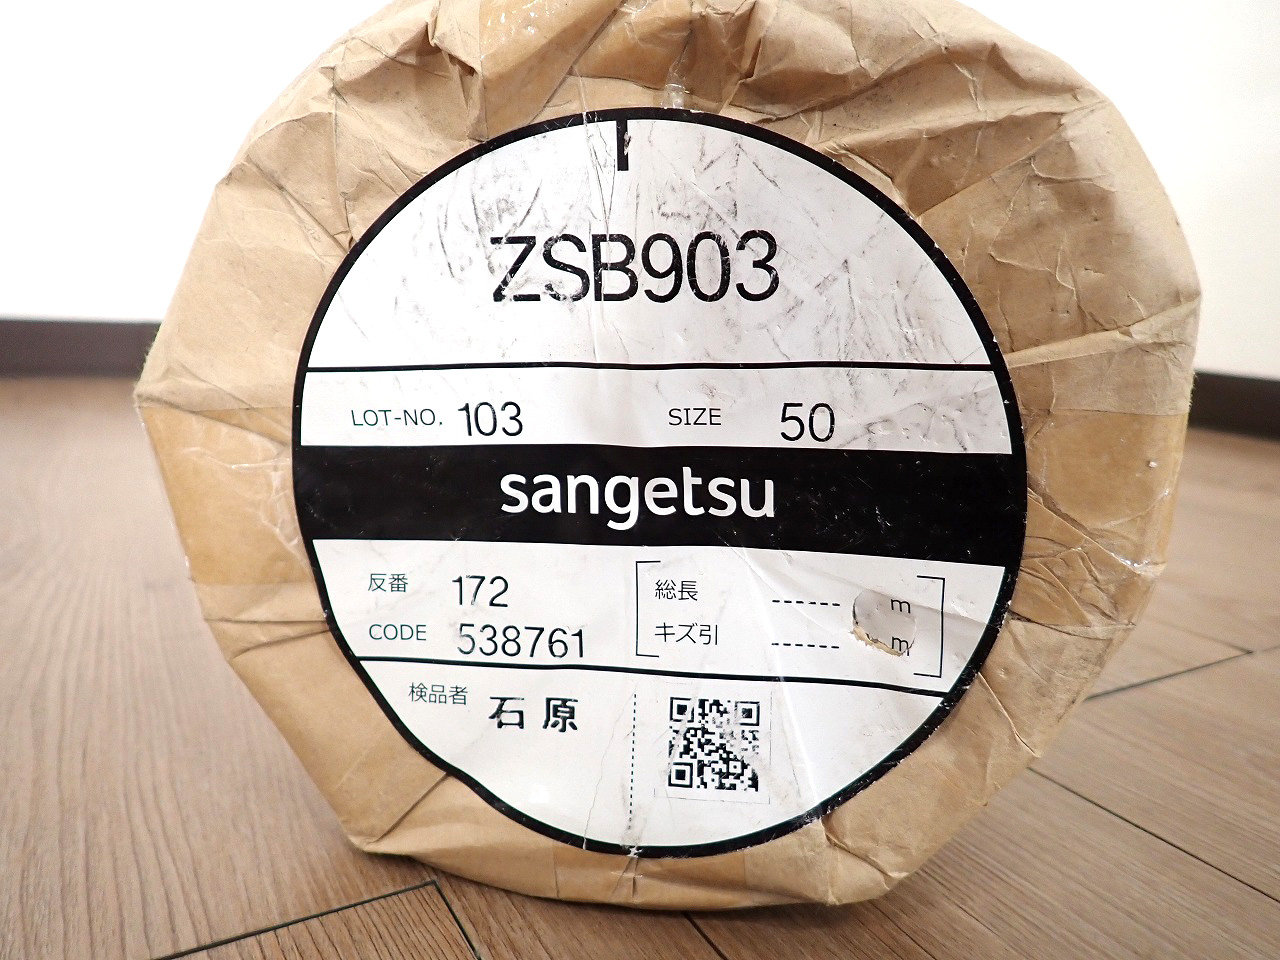 ZSB903
LOT-NO. 103 SIZE 50
sangetsu
反番 172
総長 ------ m
CODE 538761
キズ引 ------ m
検品者 石原